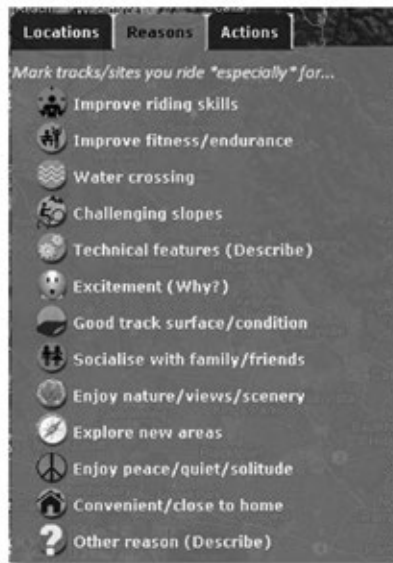 Locations Reasons Actions
Mark tracks/sites you ride *especially* for...
Improve riding skills
Improve fitness/endurance
Water crossing
Challenging slopes
Technical features (Describe)
Excitement (Why?)
Good track surface/condition
Socialise with family/friends
Enjoy nature/views/scenery
Explore new areas
Enjoy peace/quiet/solitude
Convenient/close to home
Other reason (Describe)